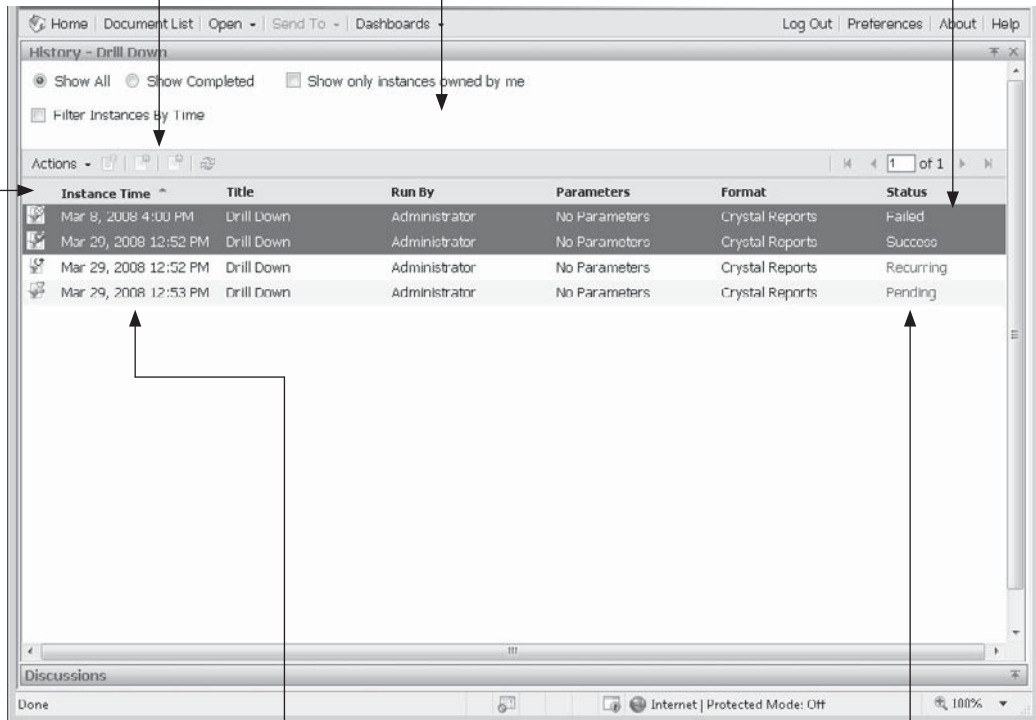 Home Document List Open Send To Dashboards Log Out Preferences About Help
History - Drill Down
Show All Show Completed Show only instances owned by me
Filter Instances By Time
Actions 1 of 1
Instance Time Title Run By Parameters Format Status
Mar 8, 2008 4:00 PM Drill Down Administrator No Parameters Crystal Reports Failed
Mar 29, 2008 12:52 PM Drill Down Administrator No Parameters Crystal Reports Success
Mar 29, 2008 12:52 PM Drill Down Administrator No Parameters Crystal Reports Recurring
Mar 29, 2008 12:53 PM Drill Down Administrator No Parameters Crystal Reports Pending
Discussions
Done Internet | Protected Mode: Off 100%